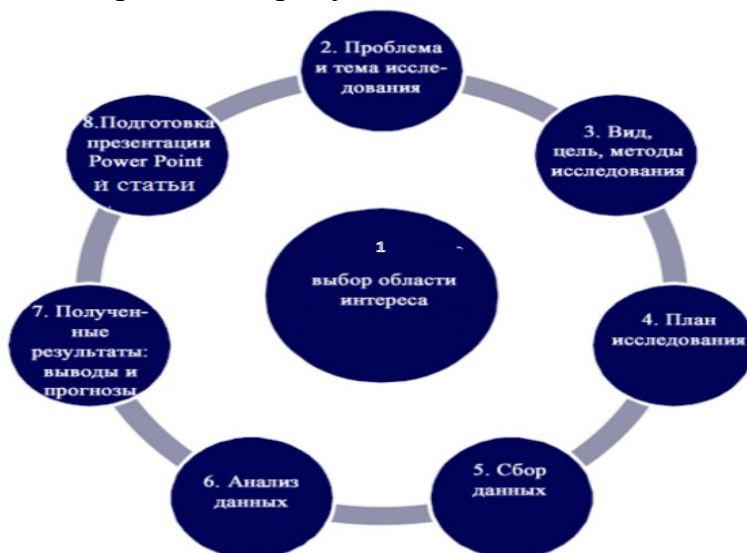 1
выбор области
интереса
2. Проблема
и тема иссле-
дования
3. Вид,
цель, методы
исследования
4. План
исследования
5. Сбор
данных
6. Анализ
данных
7. Получен-
ные
результаты:
выводы и
прогнозы
8.Подготовка
презентации
Power Point
и статьи